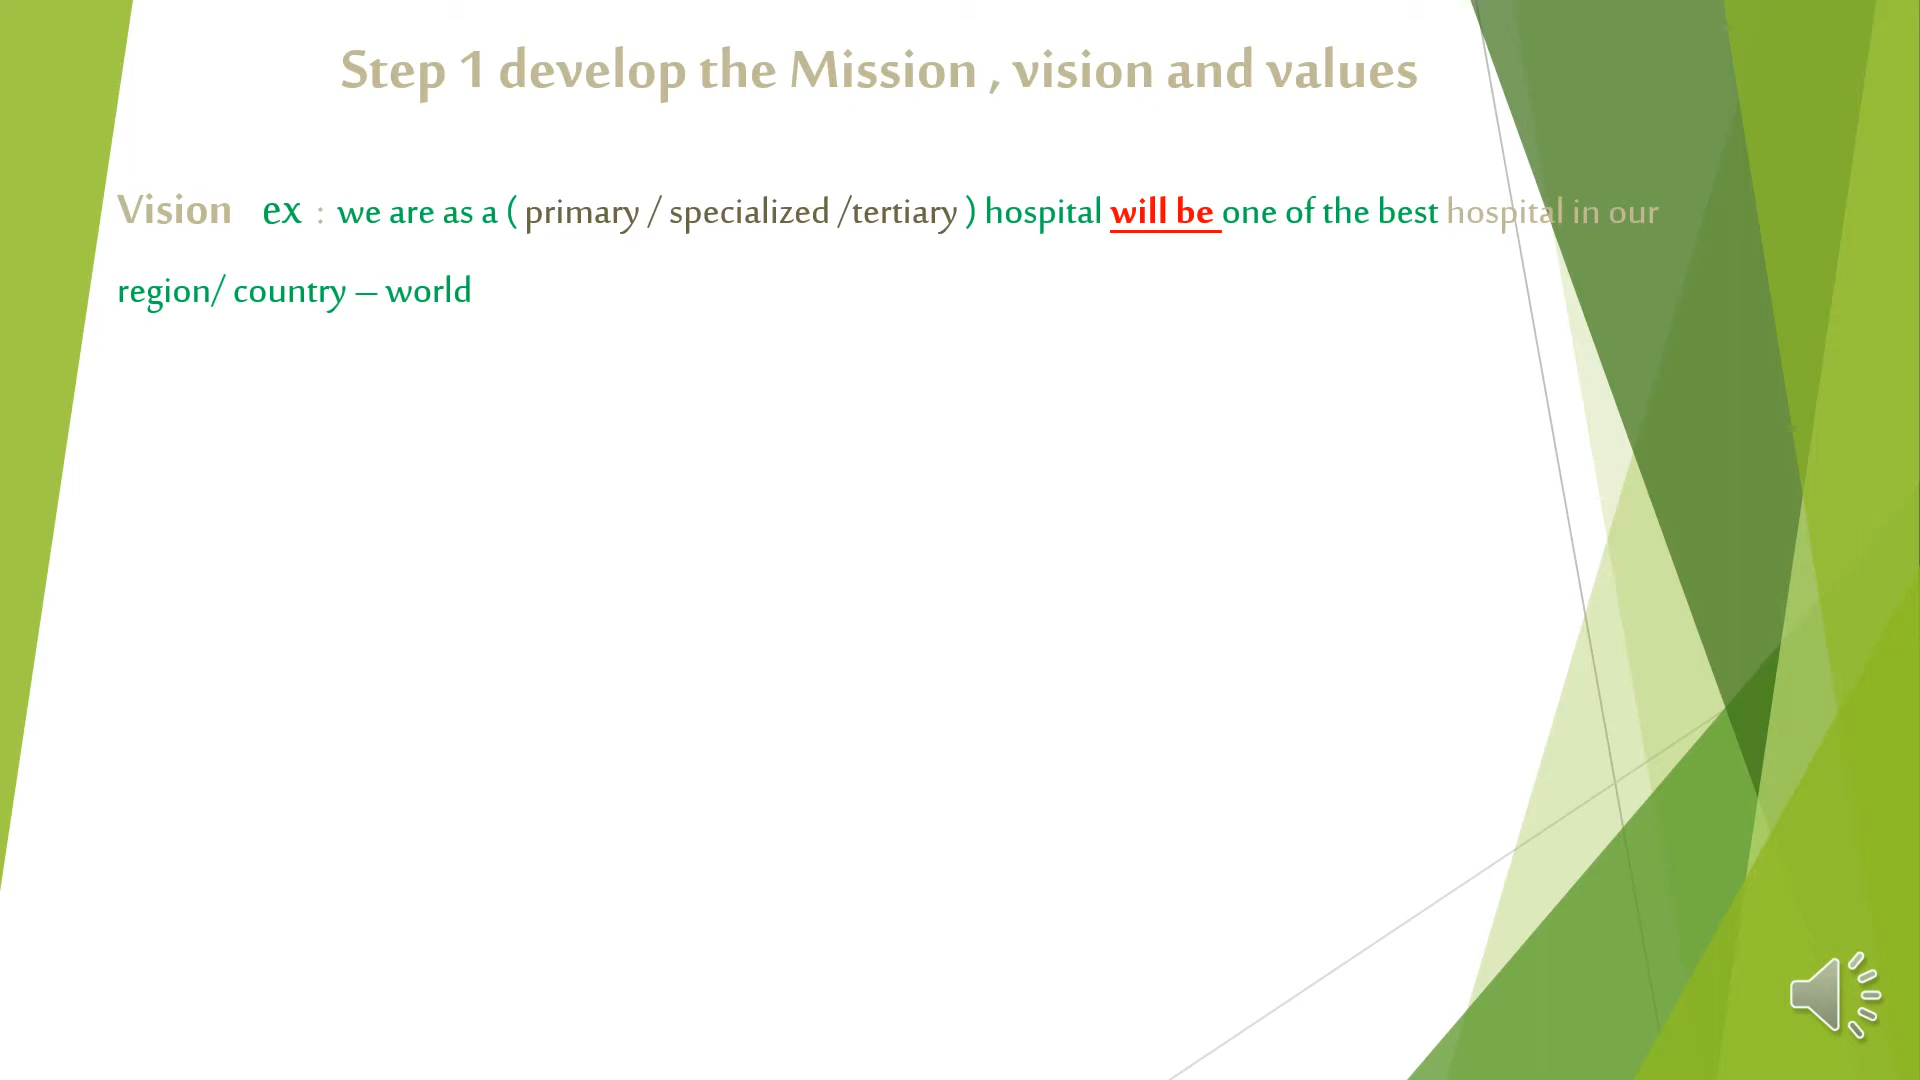 Step 1 develop the Mission , vision and values
Vision ex : we are as a ( primary / specialized /tertiary ) hospital will be one of the best hospital in our
region/ country – world